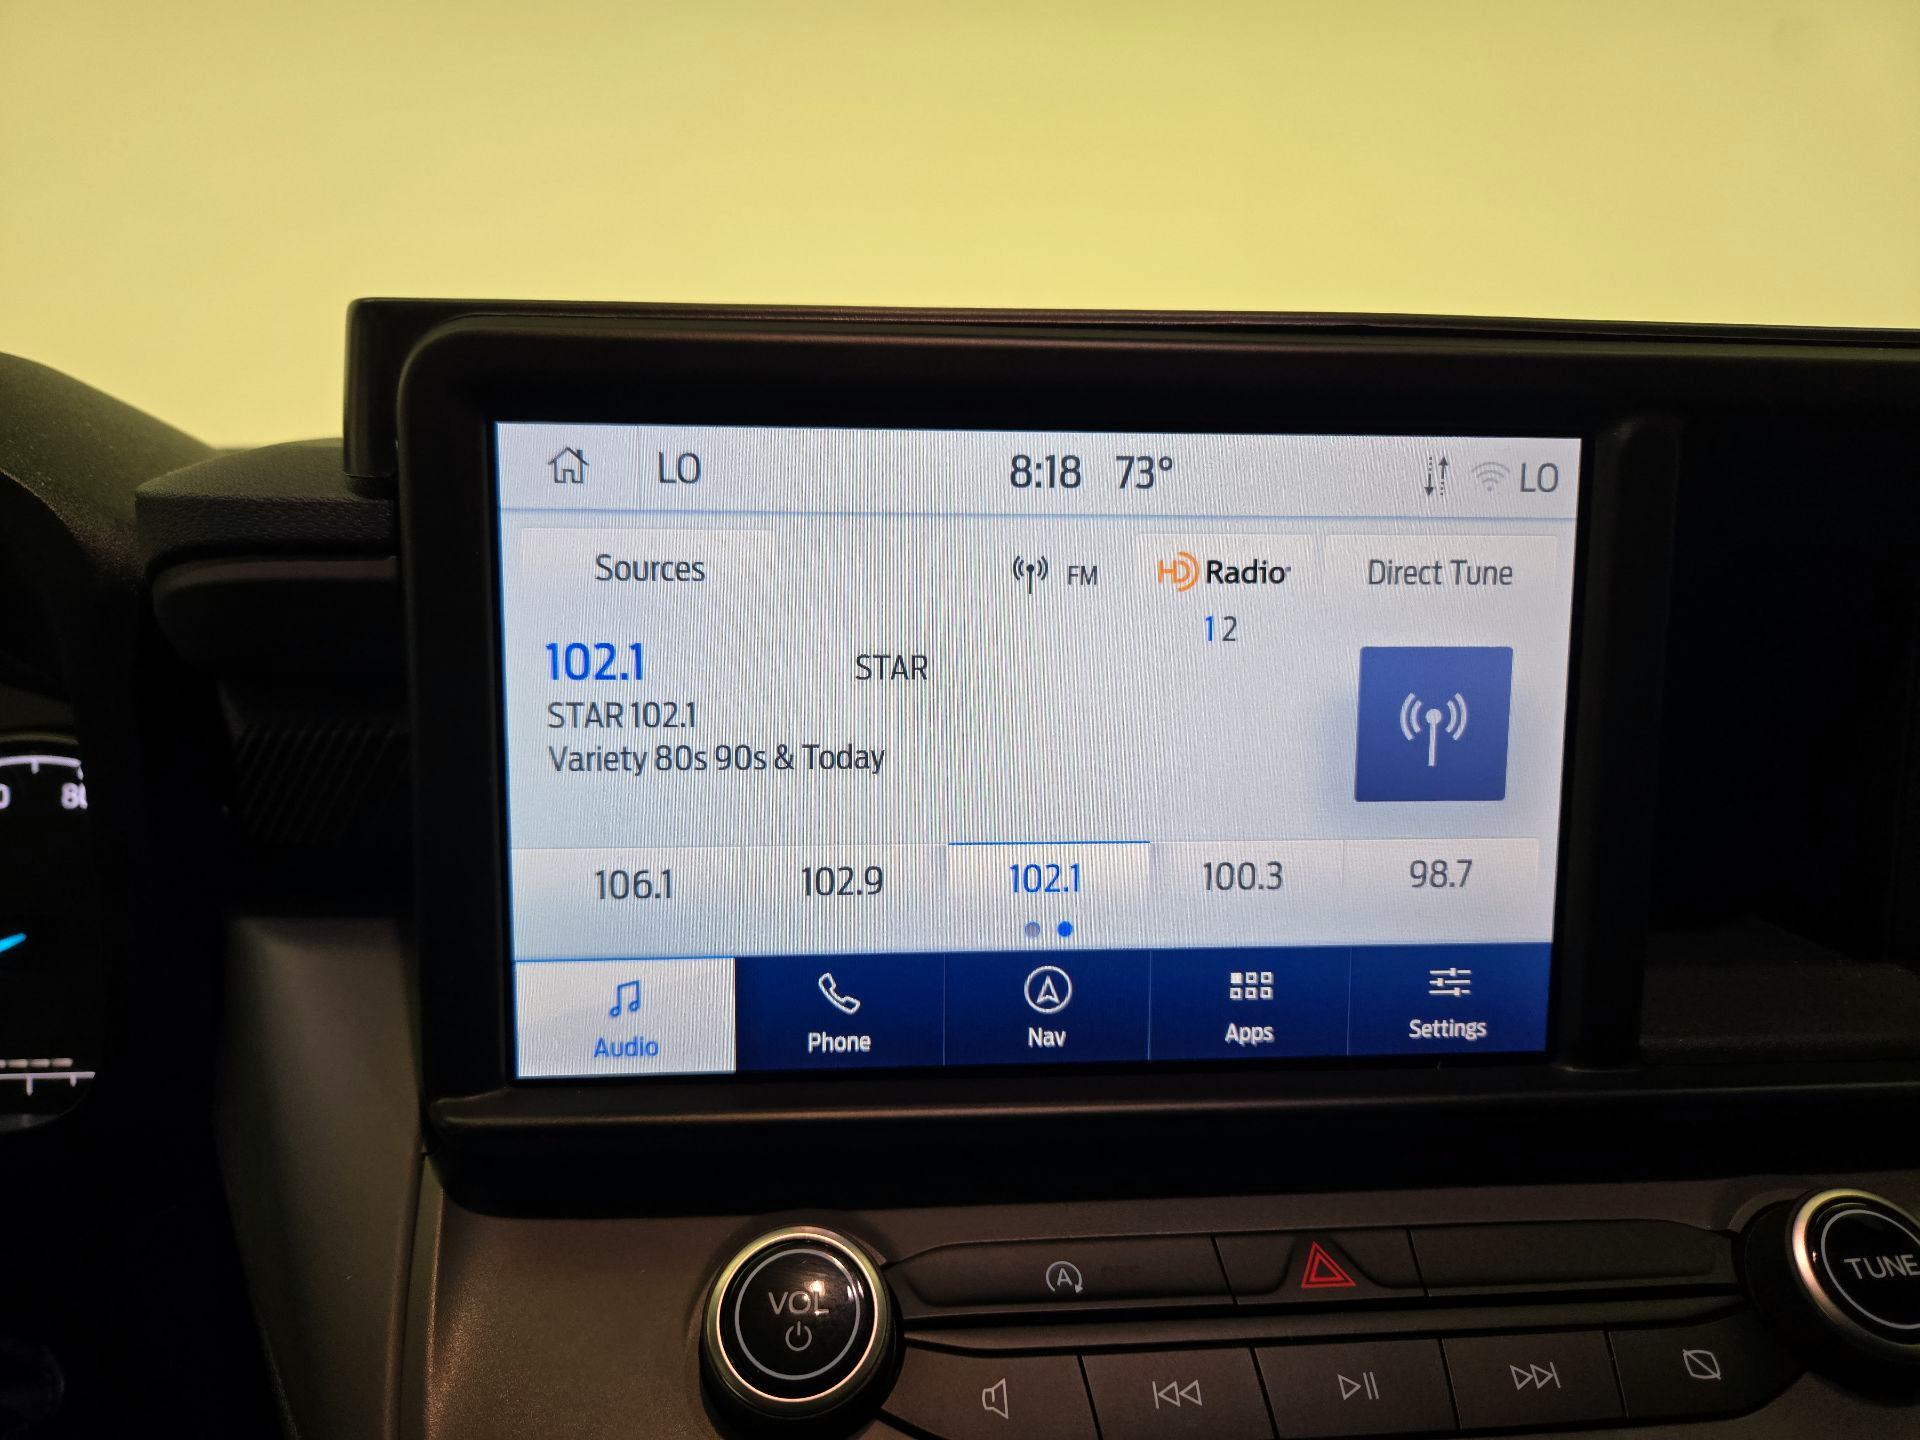 LO 8:18 73° LO
Sources FM HD Radio Direct Tune
1 2
102.1 STAR
STAR 102.1
Variety 80s 90s & Today
106.1 102.9 102.1 100.3 98.7
Audio Phone Nav Apps Settings
A
VOL
TUNE